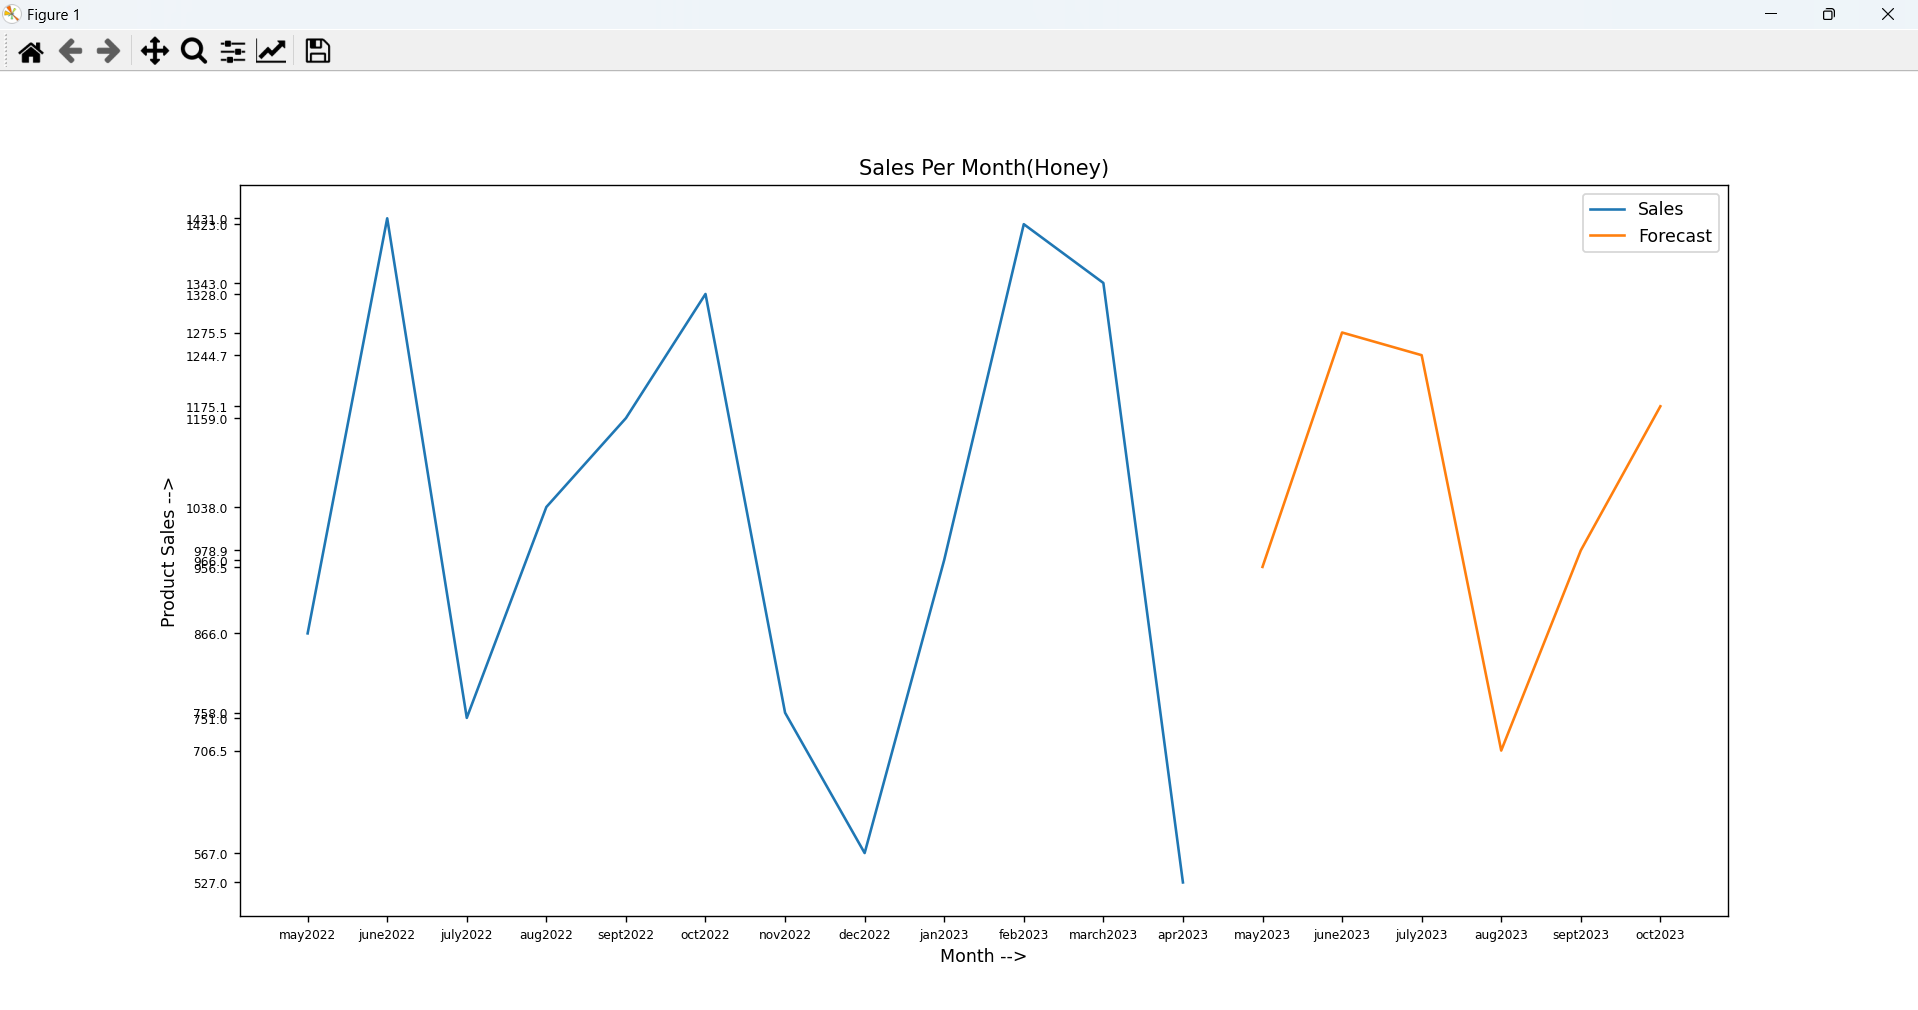 Figure 1
Sales Per Month(Honey)
Sales
Forecast
1431.0
1423.0
1343.0
1328.0
1275.5
1244.7
1175.1
1159.0
1038.0
978.9
966.0
956.5
866.0
758.0
751.0
706.5
567.0
527.0
Product Sales -->
may2022 june2022 july2022 aug2022 sept2022 oct2022 nov2022 dec2022 jan2023 feb2023 march2023 apr2023 may2023 june2023 july2023 aug2023 sept2023 oct2023
Month -->